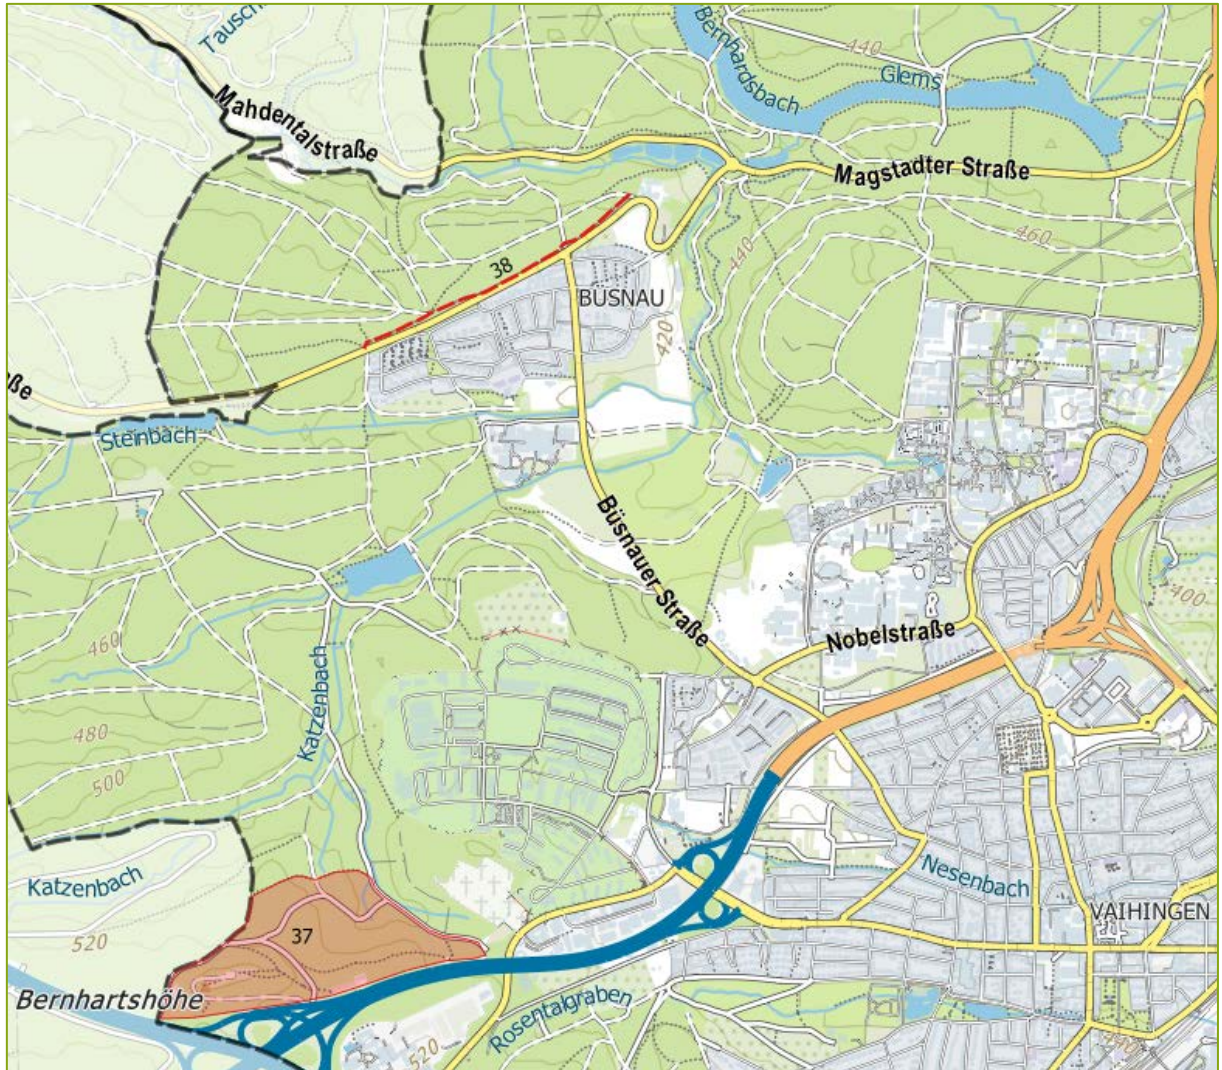 Tausch
Bernhardsbach
440
Glems
Mahdentalstraße
Magstadter Straße
460
440
38
BÜSNAU
420
aße
Steinbach
Büsnauer Straße
400
460
Nobelstraße
Katzenbach
480
500
Katzenbach
Nesenbach
520
37
VAIHINGEN
Bernhartshöhe
Rosentalgraben
520